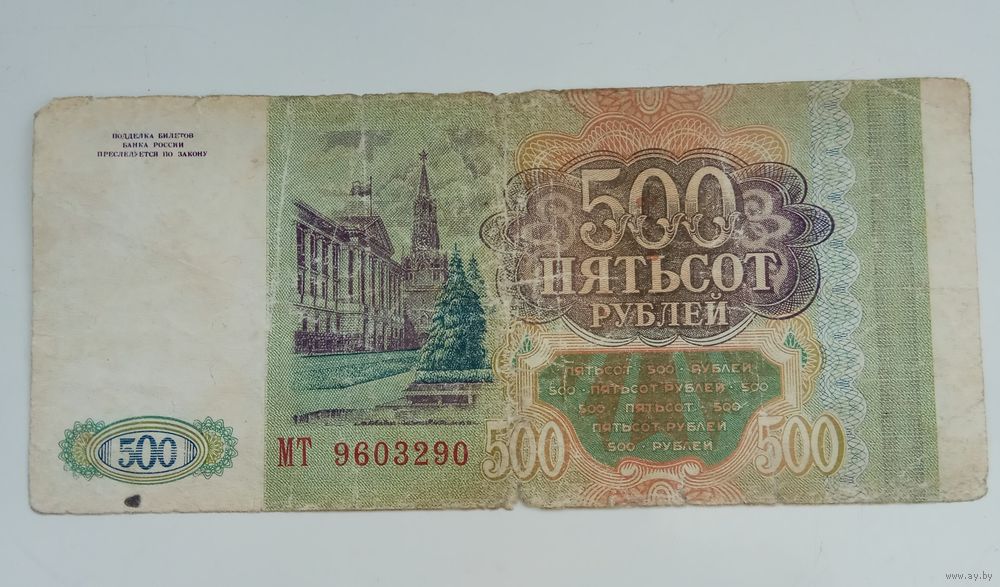 ПОДДЕЛКА БИЛЕТОВ
БАНКА РОССИИ
ПРЕСЛЕДУЕТСЯ ПО ЗАКОНУ
500
ПЯТЬСОТ
РУБЛЕЙ
ПЯТЬСОТ · 500 · РУБЛЕЙ
500 · ПЯТЬСОТ РУБЛЕЙ · 500
500 · ПЯТЬСОТ · 500
ПЯТЬСОТ РУБЛЕЙ
500 · РУБЛЕЙ
500
МТ 9603290
500
500
www.ay.by